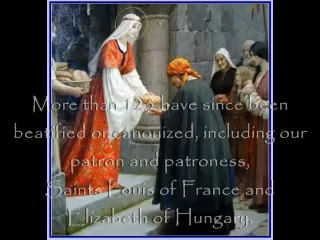 More than 123 have since been
beatified or canonized, including our
patron and patroness,
Saints Louis of France and
Elizabeth of Hungary.